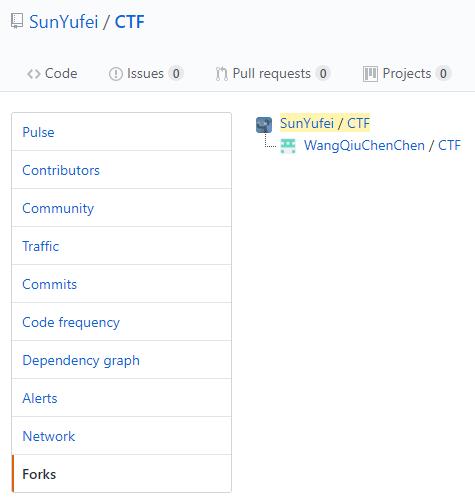 SunYufei / CTF
Code Issues 0 Pull requests 0 Projects 0
Pulse
Contributors
Community
Traffic
Commits
Code frequency
Dependency graph
Alerts
Network
Forks
SunYufei / CTF
WangQiuChenChen / CTF